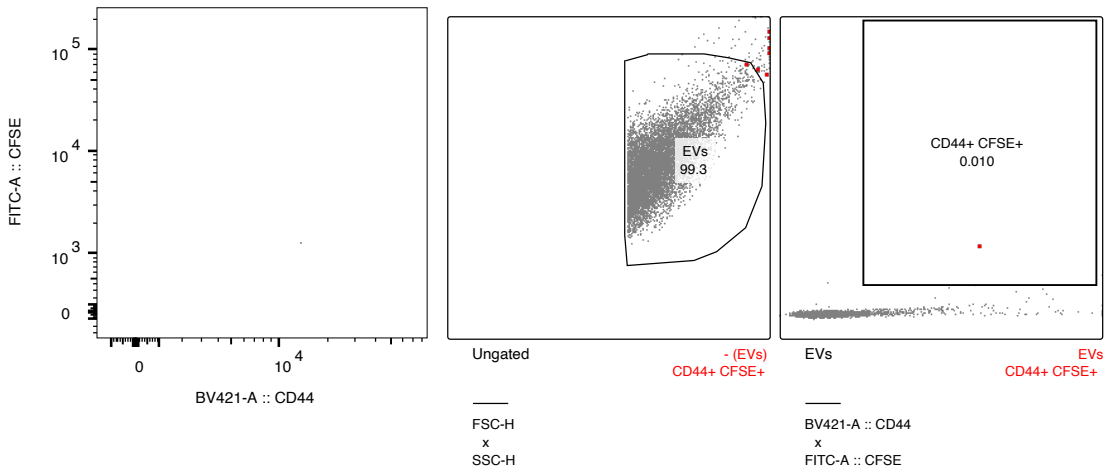 10^5
10^4
10^3
0
FITC-A :: CFSE
0
10^4
BV421-A :: CD44
EVs
99.3
Ungated
- (EVs)
CD44+ CFSE+
FSC-H
x
SSC-H
CD44+ CFSE+
0.010
EVs
EVs
CD44+ CFSE+
BV421-A :: CD44
x
FITC-A :: CFSE